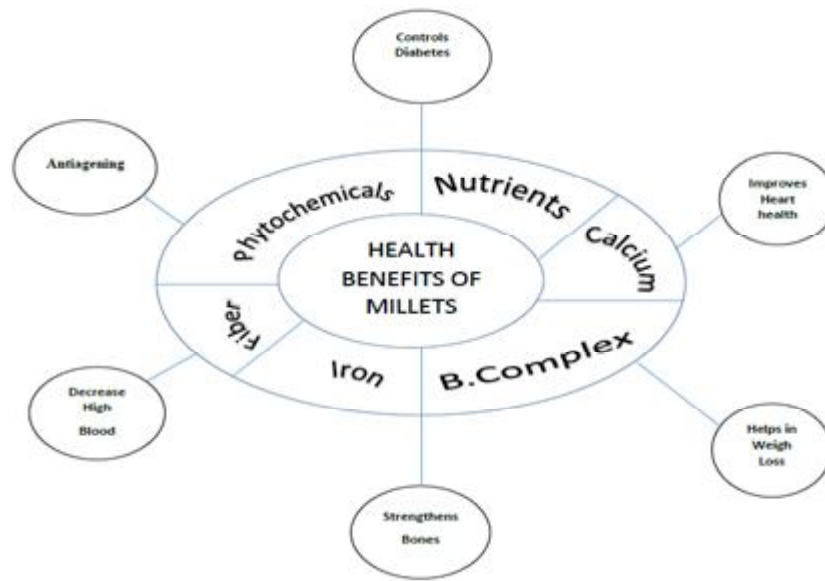 Controls
Diabetes
Antiagening
Phytochemicals
Nutrients
Improves
Heart
health
Calcium
HEALTH
BENEFITS OF
MILLETS
Fiber
Iron
B.Complex
Decrease
High
Blood
Helps in
Weigh
Loss
Strengthens
Bones